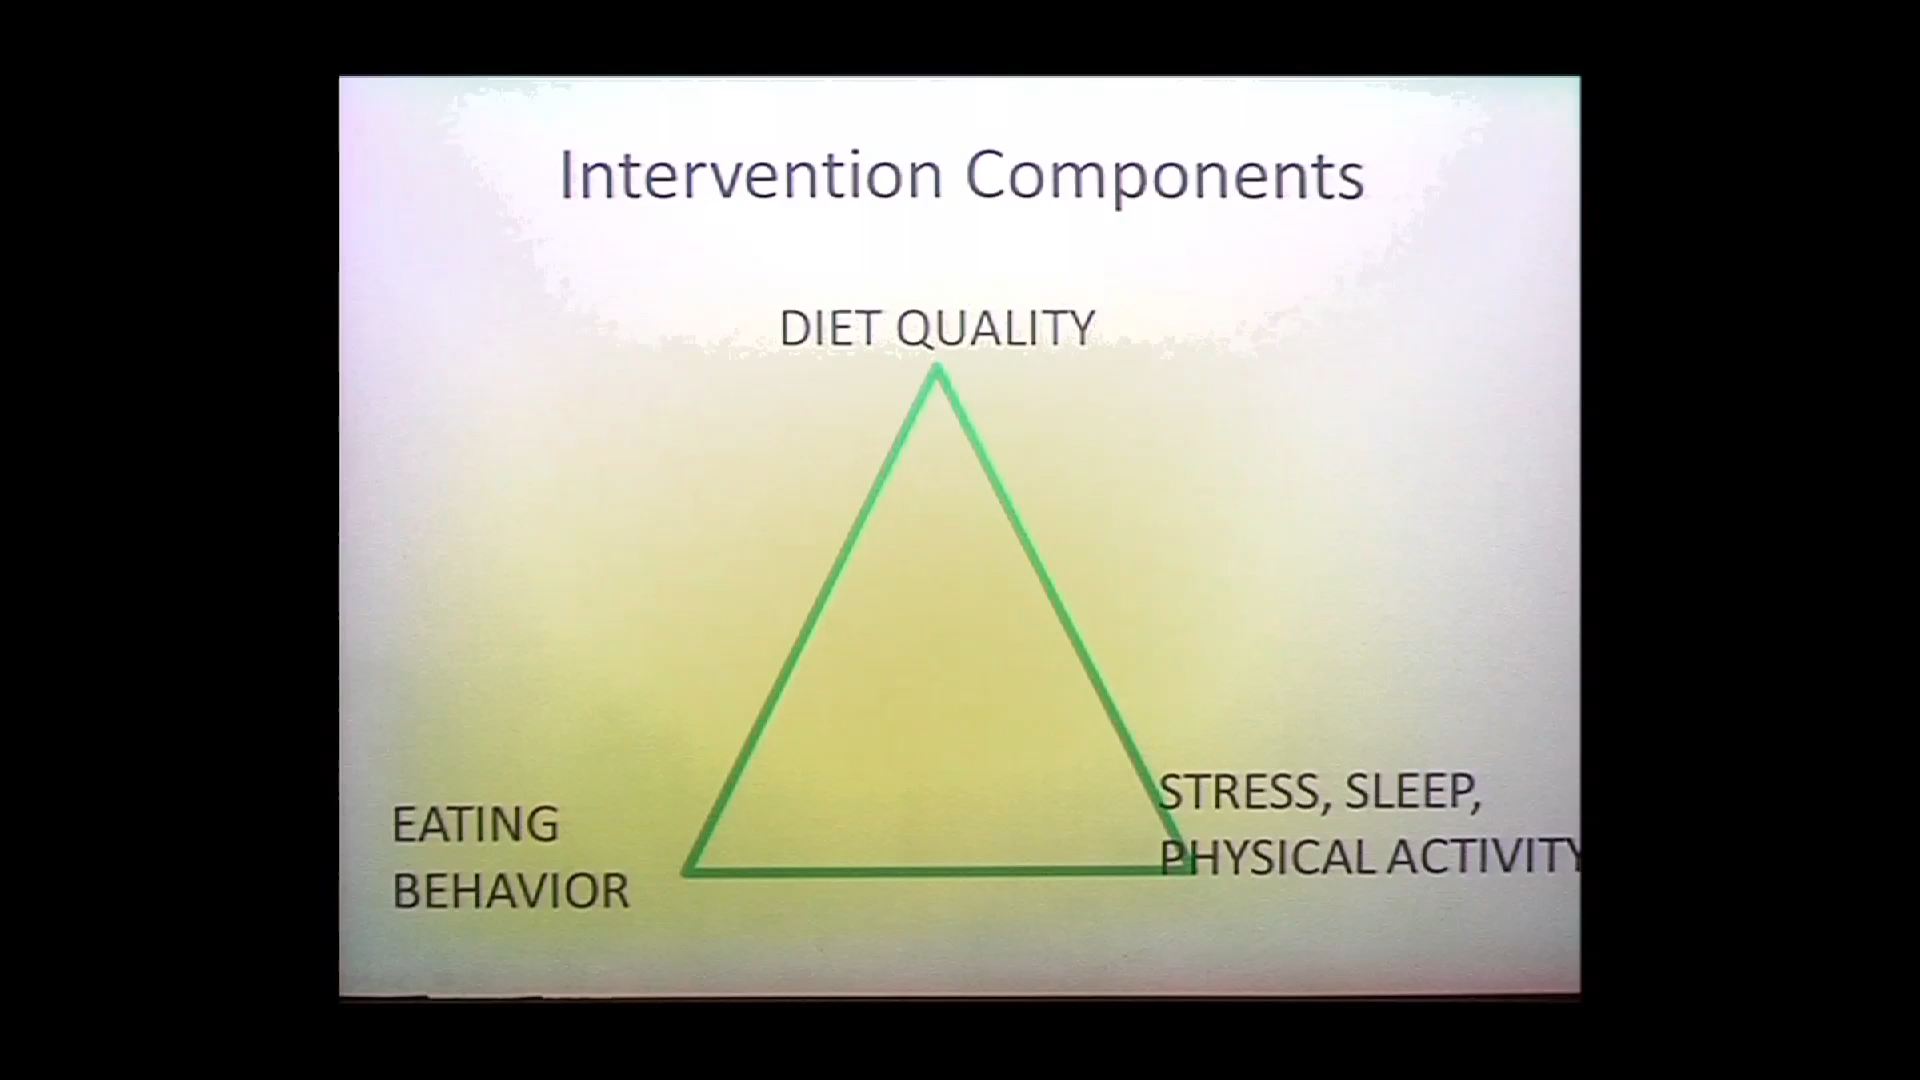 Intervention Components
DIET QUALITY
EATING
BEHAVIOR
STRESS, SLEEP,
PHYSICAL ACTIVITY